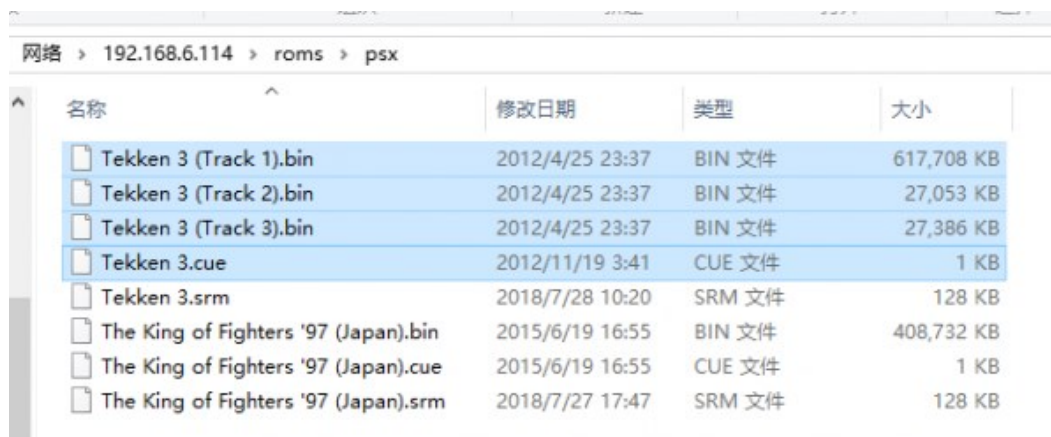 网络 › 192.168.6.114 › roms › psx
名称 修改日期 类型 大小
Tekken 3 (Track 1).bin 2012/4/25 23:37 BIN 文件 617,708 KB
Tekken 3 (Track 2).bin 2012/4/25 23:37 BIN 文件 27,053 KB
Tekken 3 (Track 3).bin 2012/4/25 23:37 BIN 文件 27,386 KB
Tekken 3.cue 2012/11/19 3:41 CUE 文件 1 KB
Tekken 3.srm 2018/7/28 10:20 SRM 文件 128 KB
The King of Fighters '97 (Japan).bin 2015/6/19 16:55 BIN 文件 408,732 KB
The King of Fighters '97 (Japan).cue 2015/6/19 16:55 CUE 文件 1 KB
The King of Fighters '97 (Japan).srm 2018/7/27 17:47 SRM 文件 128 KB